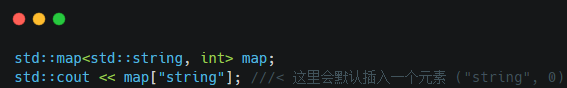 std::map<std::string, int> map;
std::cout << map["string"]; ///< 这里会默认插入一个元素 ("string", 0)